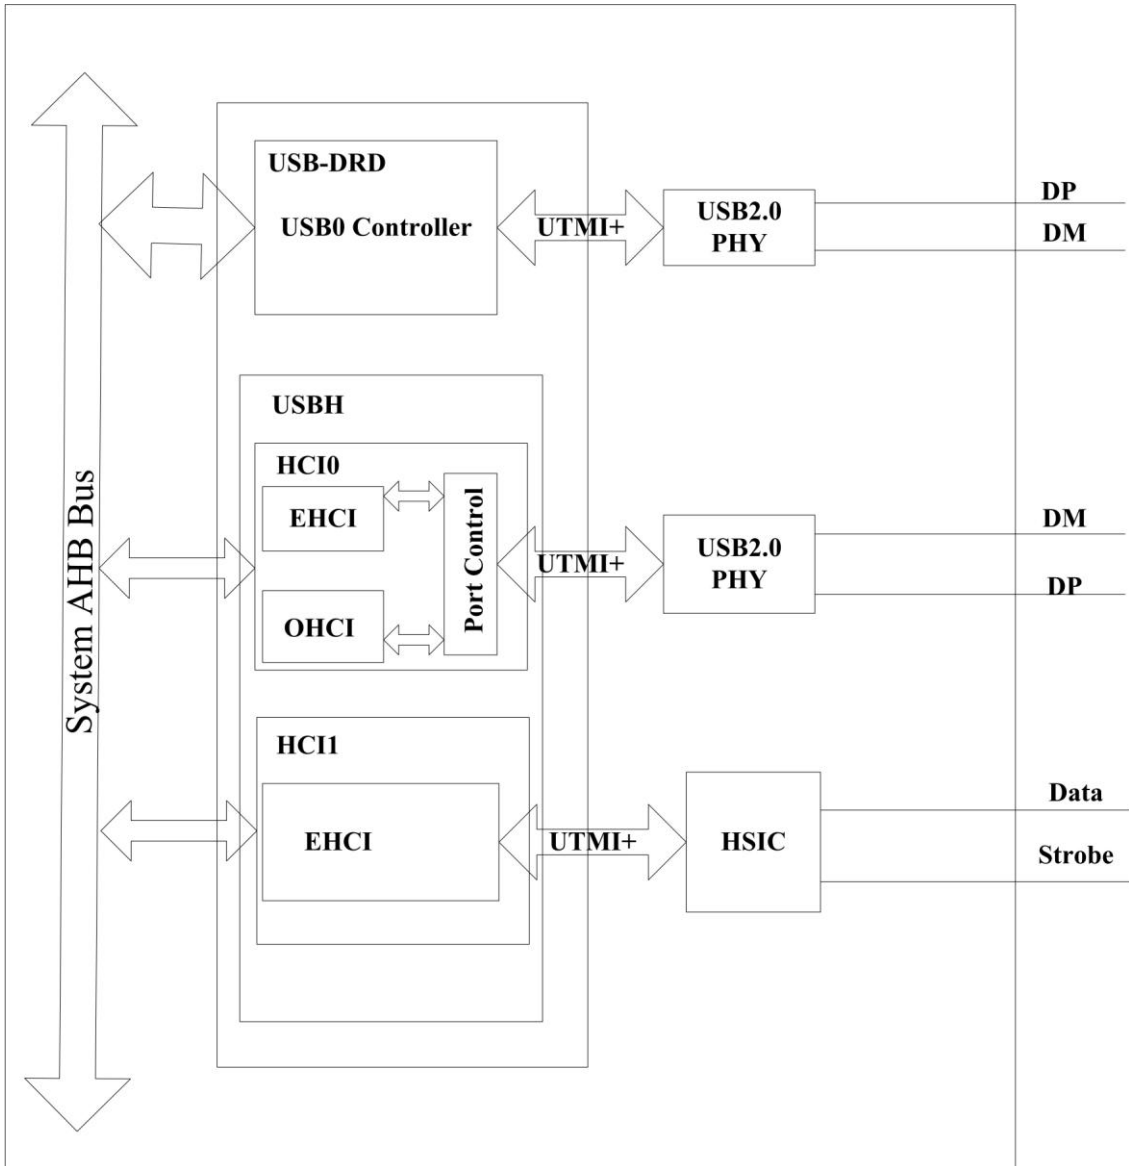 System AHB Bus
USB-DRD
USB0 Controller
UTMI+
USB2.0
PHY
DP
DM
USBH
HCI0
EHCI
OHCI
Port Control
UTMI+
USB2.0
PHY
DM
DP
HCI1
EHCI
UTMI+
HSIC
Data
Strobe